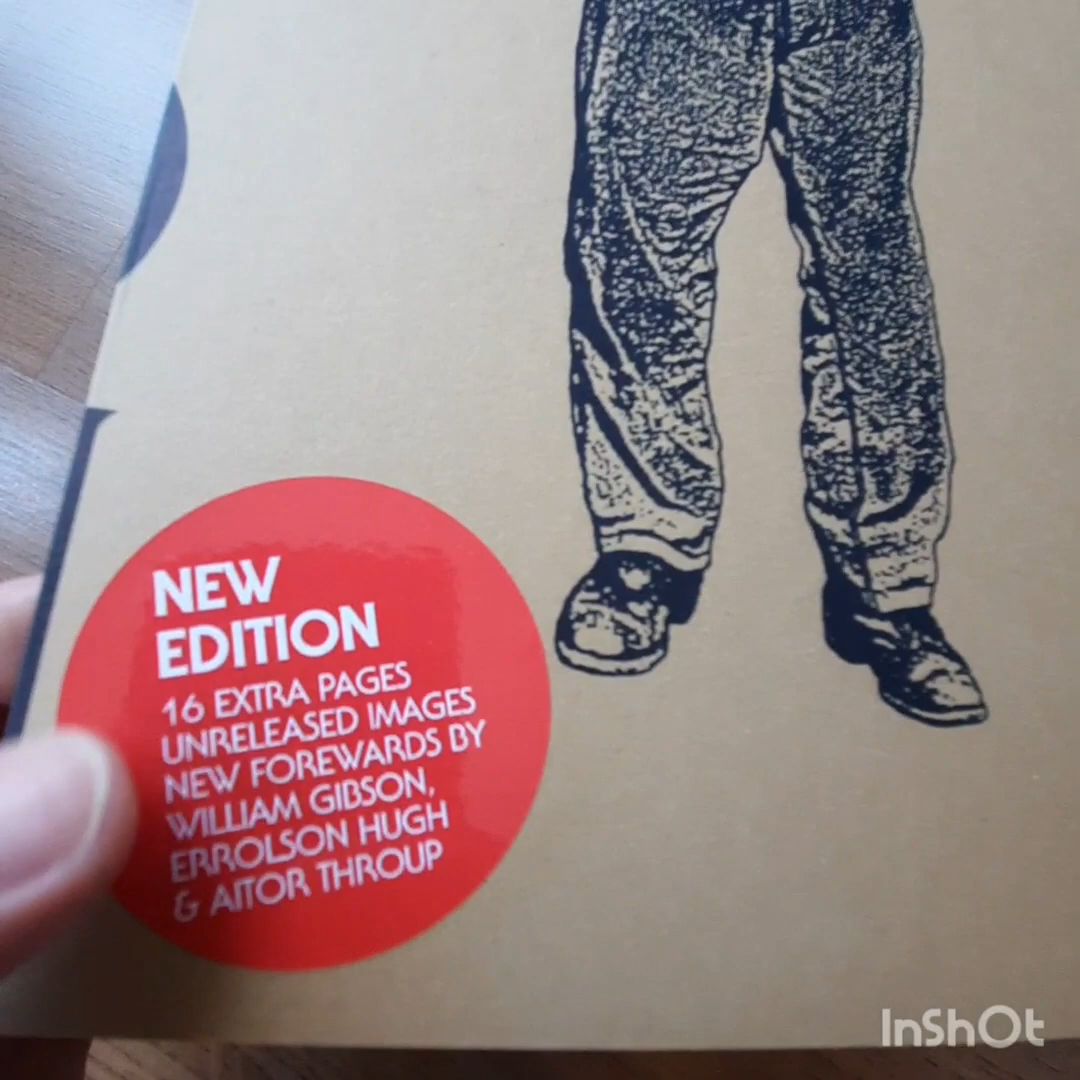 NEW
EDITION
16 EXTRA PAGES
UNRELEASED IMAGES
NEW FOREWARDS BY
WILLIAM GIBSON,
ERROLSON HUGH
& AITOR THROUP
InShOt